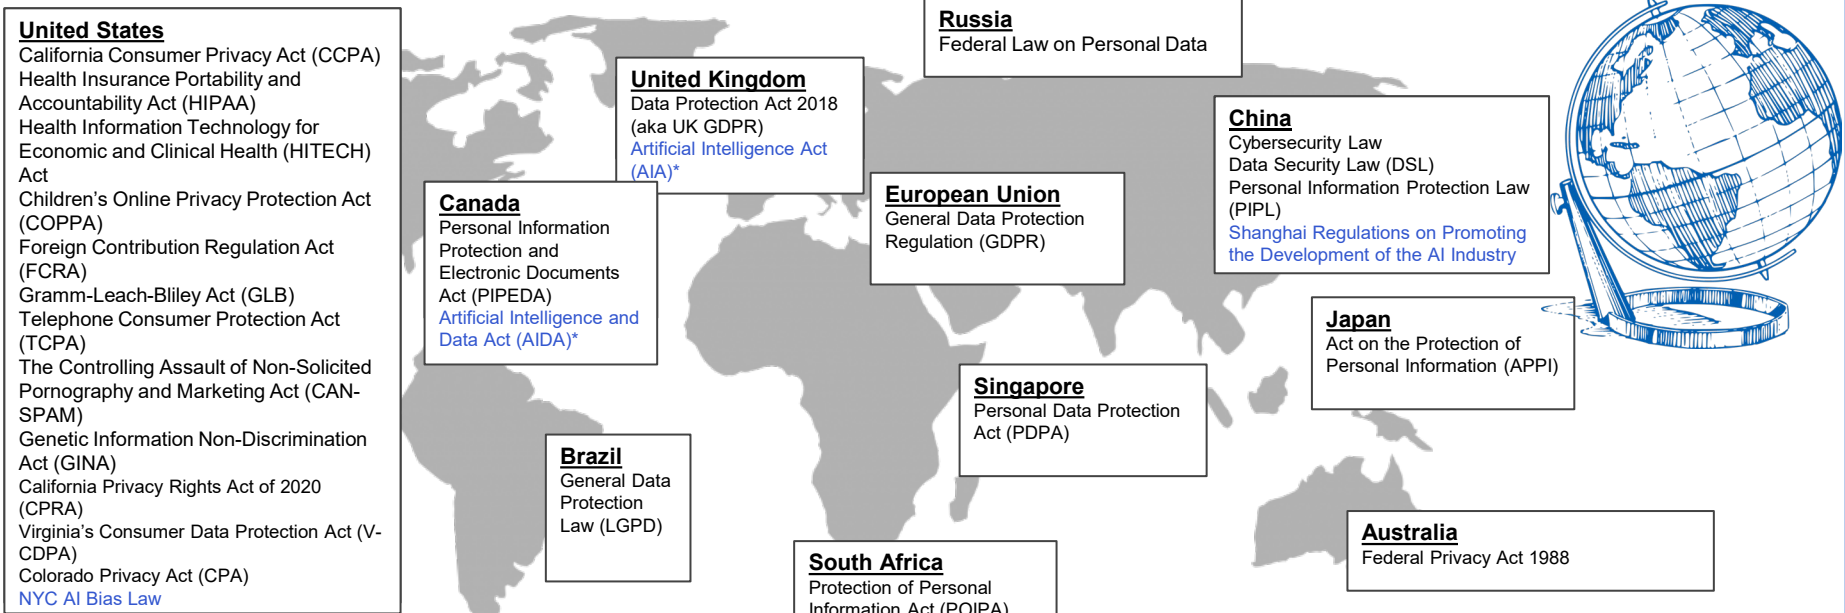 United States
California Consumer Privacy Act (CCPA)
Health Insurance Portability and
Accountability Act (HIPAA)
Health Information Technology for
Economic and Clinical Health (HITECH)
Act
Children's Online Privacy Protection Act
(COPPA)
Foreign Contribution Regulation Act
(FCRA)
Gramm-Leach-Bliley Act (GLB)
Telephone Consumer Protection Act
(TCPA)
The Controlling Assault of Non-Solicited
Pornography and Marketing Act (CAN-
SPAM)
Genetic Information Non-Discrimination
Act (GINA)
California Privacy Rights Act of 2020
(CPRA)
Virginia's Consumer Data Protection Act (V-
CDPA)
Colorado Privacy Act (CPA)
NYC AI Bias Law
Canada
Personal Information
Protection and
Electronic Documents
Act (PIPEDA)
Artificial Intelligence and
Data Act (AIDA)*
United Kingdom
Data Protection Act 2018
(aka UK GDPR)
Artificial Intelligence Act
(AIA)*
Brazil
General Data
Protection
Law (LGPD)
Russia
Federal Law on Personal Data
European Union
General Data Protection
Regulation (GDPR)
Singapore
Personal Data Protection
Act (PDPA)
South Africa
Protection of Personal
Information Act (POIPA)
China
Cybersecurity Law
Data Security Law (DSL)
Personal Information Protection Law
(PIPL)
Shanghai Regulations on Promoting
the Development of the AI Industry
Japan
Act on the Protection of
Personal Information (APPI)
Australia
Federal Privacy Act 1988